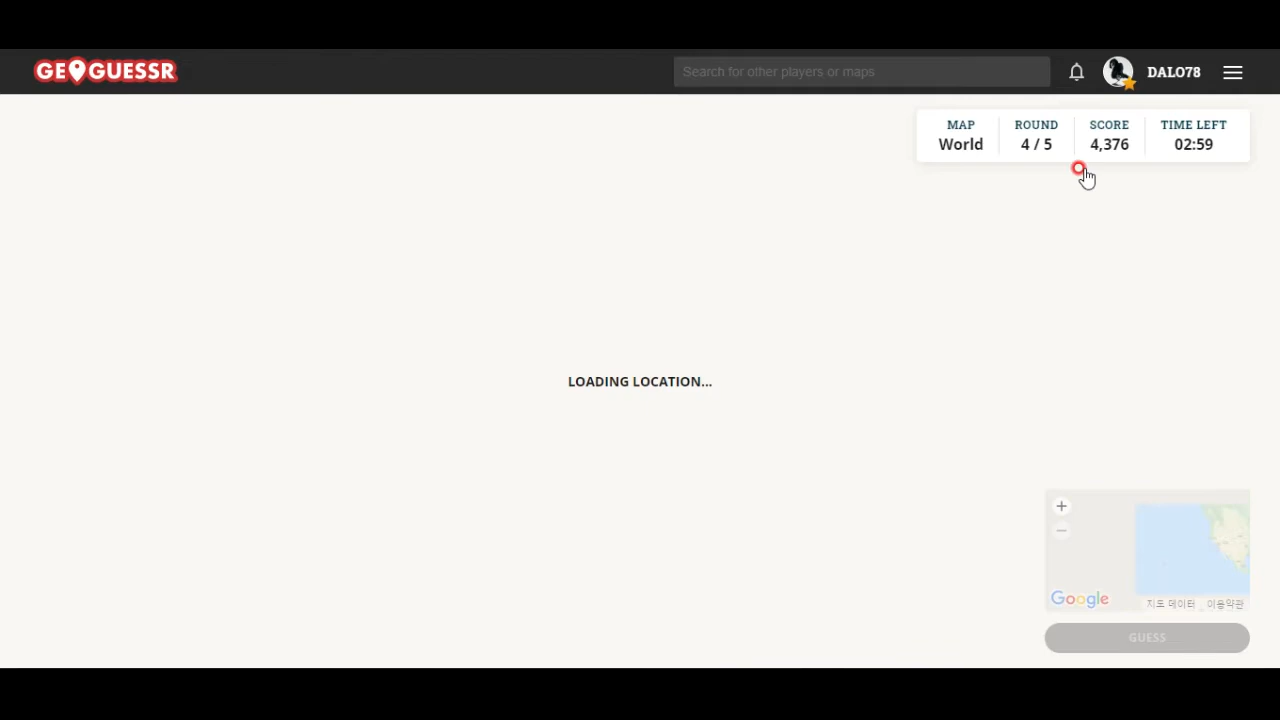 GEOGUESSR
Search for other players or maps
DALO78
MAP ROUND SCORE TIME LEFT
World 4 / 5 4,376 02:59
LOADING LOCATION...
Google
지도 데이터 이용약관
GUESS